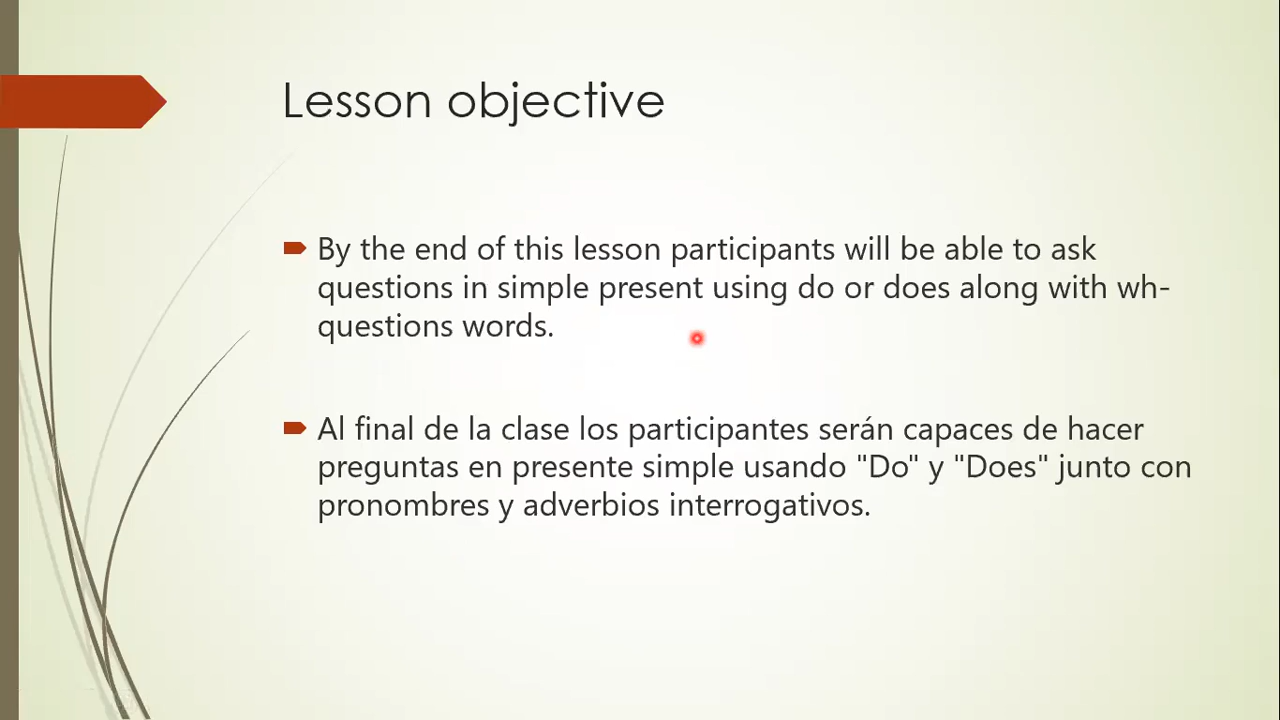 Lesson objective
By the end of this lesson participants will be able to ask
questions in simple present using do or does along with wh-
questions words.
Al final de la clase los participantes serán capaces de hacer
preguntas en presente simple usando "Do" y "Does" junto con
pronombres y adverbios interrogativos.